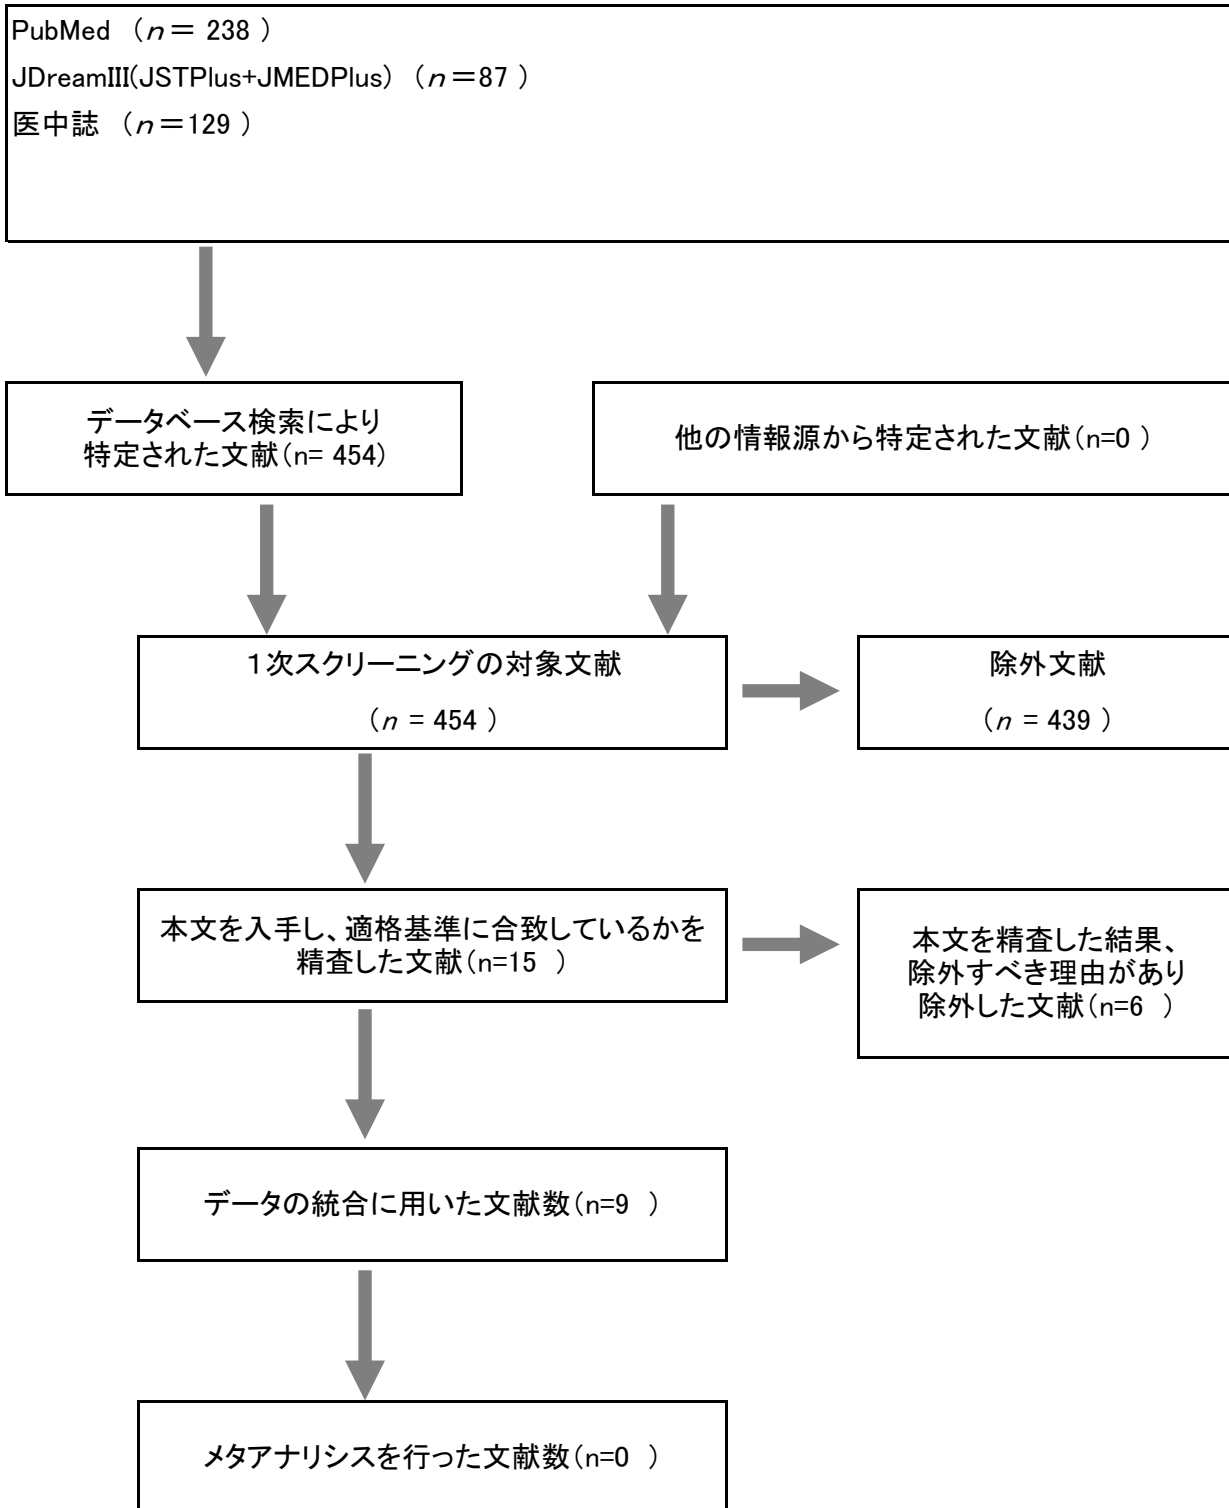 PubMed （n＝ 238 ）
JDreamIII(JSTPlus+JMEDPlus) （n＝87 ）
医中誌 （n＝129 ）
データベース検索により
特定された文献（n= 454）
他の情報源から特定された文献（n=0 ）
１次スクリーニングの対象文献
（n = 454 ）
除外文献
（n = 439 ）
本文を入手し、適格基準に合致しているかを
精査した文献（n=15 ）
本文を精査した結果、
除外すべき理由があり
除外した文献（n=6 ）
データの統合に用いた文献数（n=9 ）
メタアナリシスを行った文献数（n=0 ）